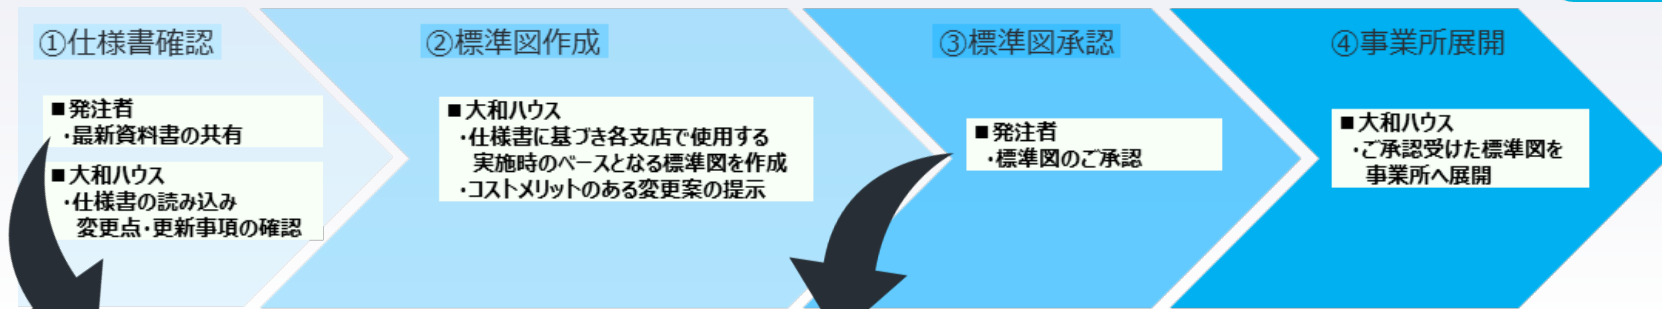 ①仕様書確認
■発注者
・最新資料書の共有
■大和ハウス
・仕様書の読み込み
変更点・更新事項の確認
②標準図作成
■大和ハウス
・仕様書に基づき各支店で使用する
実施時のベースとなる標準図を作成
・コストメリットのある変更案の提示
③標準図承認
■発注者
・標準図のご承認
④事業所展開
■大和ハウス
・ご承認受けた標準図を
事業所へ展開